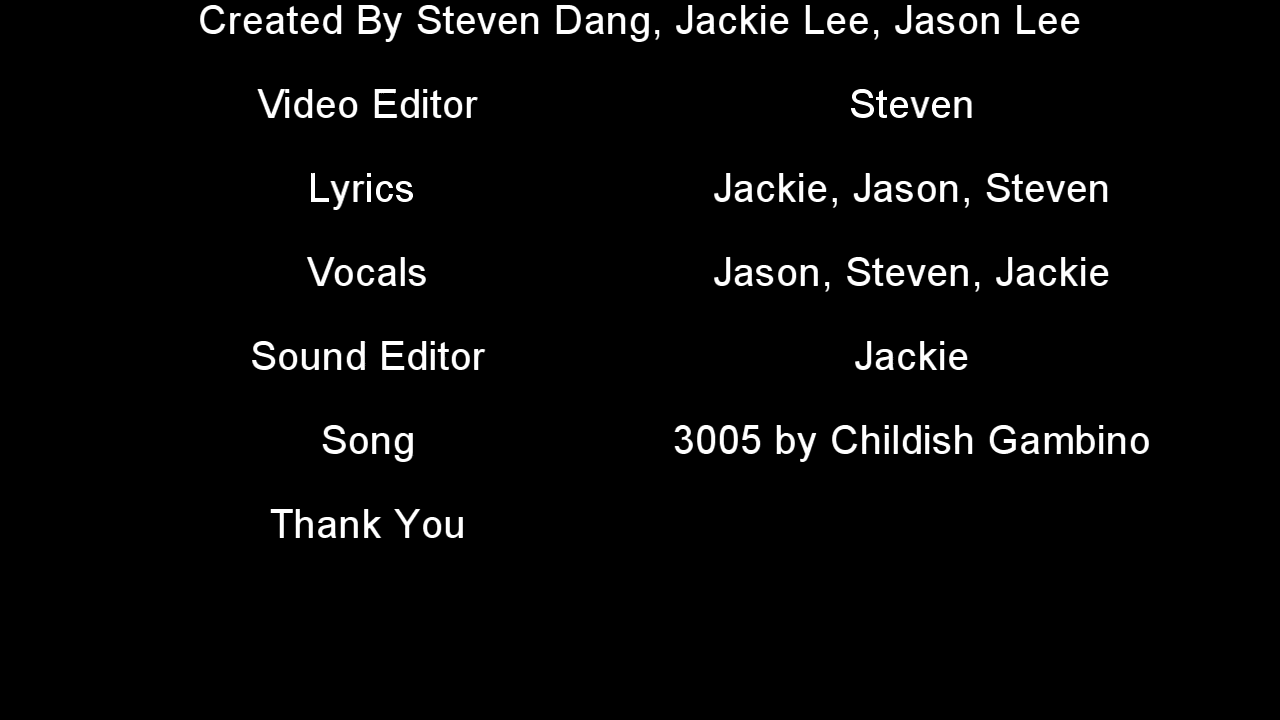 Created By Steven Dang, Jackie Lee, Jason Lee
Video Editor Steven
Lyrics Jackie, Jason, Steven
Vocals Jason, Steven, Jackie
Sound Editor Jackie
Song 3005 by Childish Gambino
Thank You